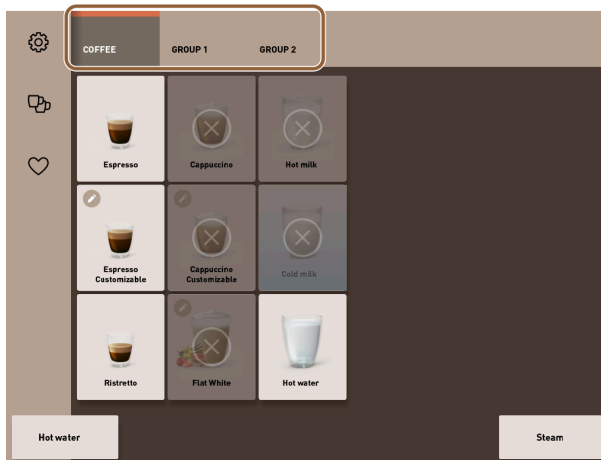 COFFEE
GROUP 1
GROUP 2
Espresso
Cappuccino
Hot milk
Espresso
Customizable
Cappuccino
Customizable
Cold milk
Ristretto
Flat White
Hot water
Hot water
Steam